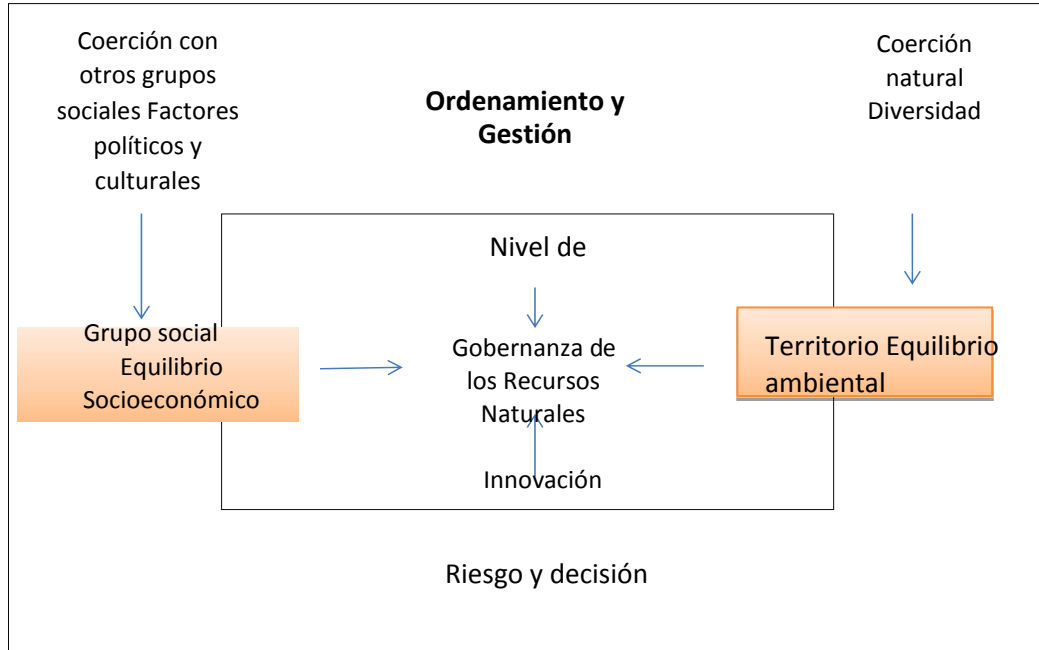 Coerción con
otros grupos
sociales Factores
políticos y
culturales
Ordenamiento y
Gestión
Coerción
natural
Diversidad
Nivel de
Grupo social
Equilibrio
Socioeconómico
Gobernanza de
los Recursos
Naturales
Territorio Equilibrio
ambiental
Innovación
Riesgo y decisión